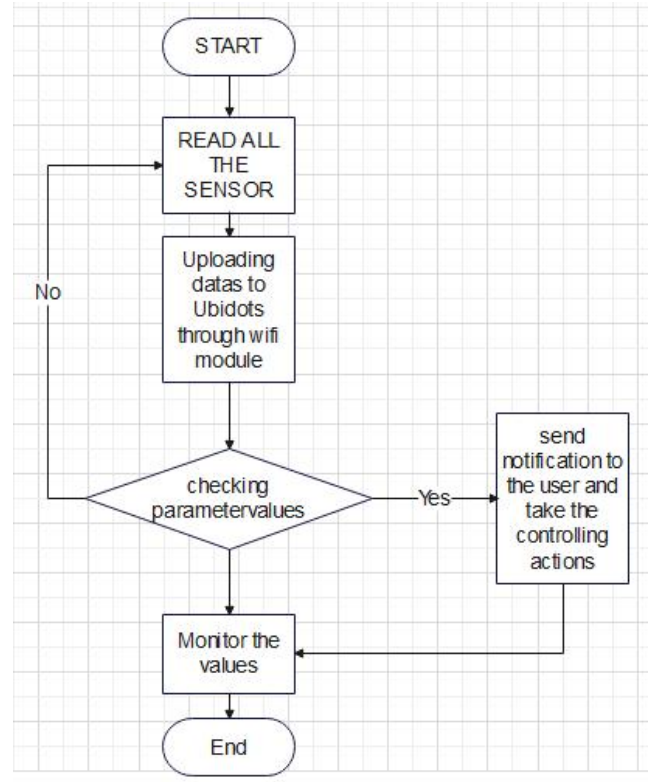 START
READ ALL
THE
SENSOR
Uploading
datas to
Ubidots
through wifi
module
No
checking
parametervalues
Yes
send
notification to
the user and
take the
controlling
actions
Monitor the
values
End